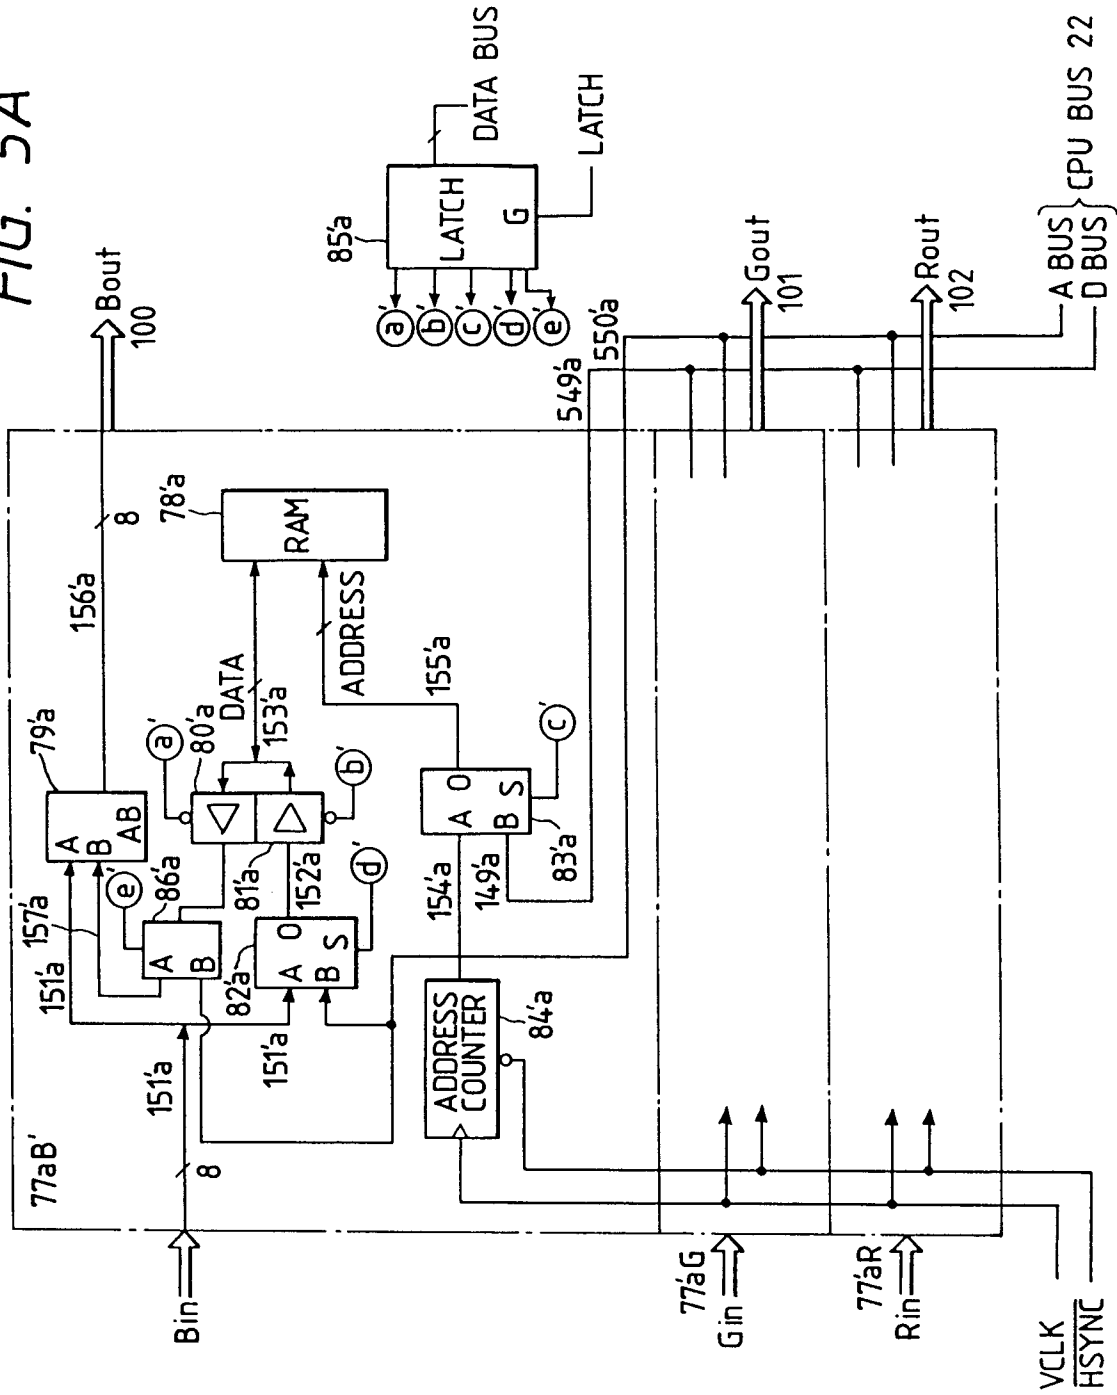 FIG. 5A
77aB'
Bin
8
151'a
151'a
157'a
e'
86'a
A
B
79'a
A
B
AB
156'a
8
Bout
100
a'
80'a
DATA
153'a
78'a
RAM
ADDRESS
81'a
152'a
b'
82'a
A
O
B
S
151'a
d'
ADDRESS
COUNTER
84'a
154'a
149'a
A
O
B
S
83'a
155'a
c'
85'a
LATCH
G
DATA BUS
LATCH
a'
b'
c'
d'
e'
549'a
550'a
77'aG
Gin
Gout
101
77'aR
Rin
Rout
102
VCLK
HSYNC
A BUS
D BUS
CPU BUS 22